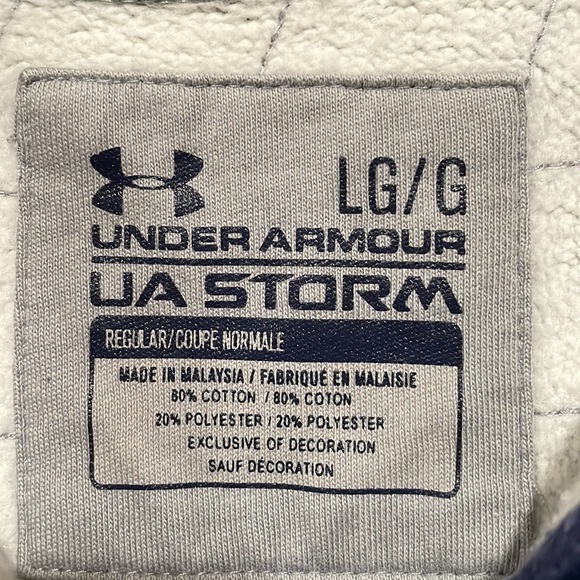 LG/G
UNDER ARMOUR
UA STORM
REGULAR/COUPE NORMALE
MADE IN MALAYSIA / FABRIQUE EN MALAISIE
80% COTTON / 80% COTON
20% POLYESTER / 20% POLYESTER
EXCLUSIVE OF DECORATION
SAUF DÉCORATION